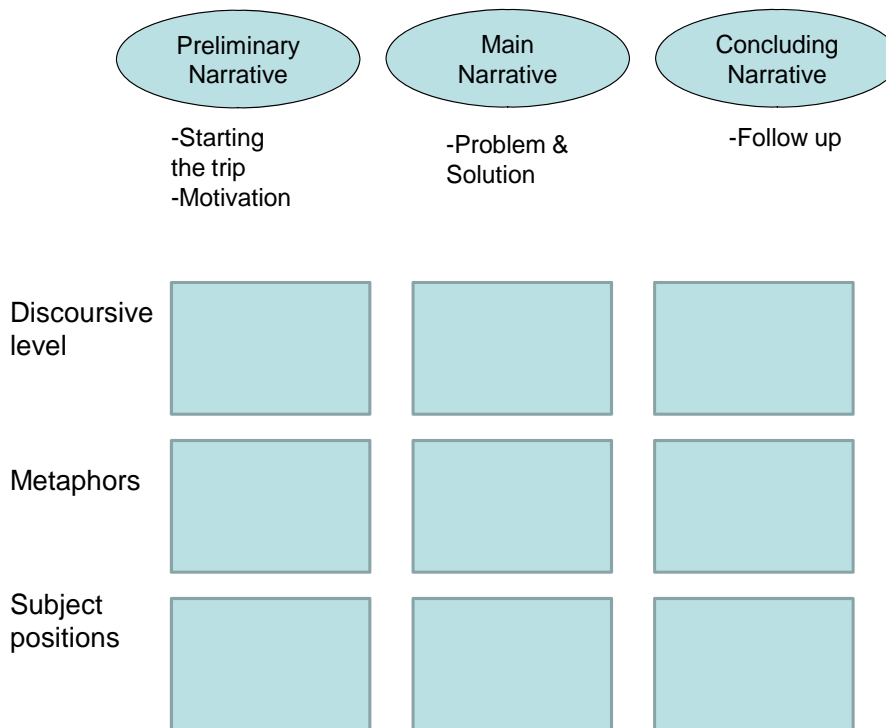 Preliminary
Narrative
Main
Narrative
Concluding
Narrative
-Starting
the trip
-Motivation
-Problem &
Solution
-Follow up
Discoursive
level
Metaphors
Subject
positions